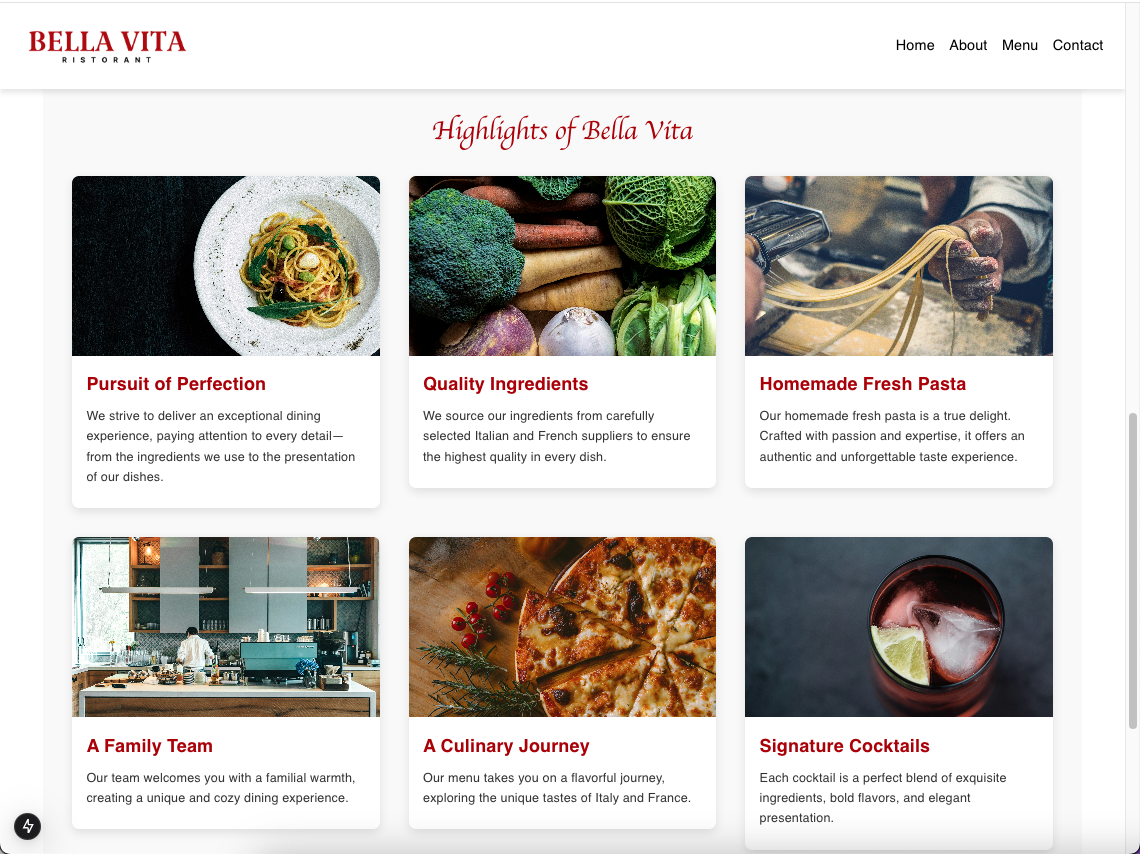 BELLA VITA
RISTORANT
Home About Menu Contact
Highlights of Bella Vita
Pursuit of Perfection
We strive to deliver an exceptional dining
experience, paying attention to every detail—
from the ingredients we use to the presentation
of our dishes.
Quality Ingredients
We source our ingredients from carefully
selected Italian and French suppliers to ensure
the highest quality in every dish.
Homemade Fresh Pasta
Our homemade fresh pasta is a true delight.
Crafted with passion and expertise, it offers an
authentic and unforgettable taste experience.
A Family Team
Our team welcomes you with a familial warmth,
creating a unique and cozy dining experience.
A Culinary Journey
Our menu takes you on a flavorful journey,
exploring the unique tastes of Italy and France.
Signature Cocktails
Each cocktail is a perfect blend of exquisite
ingredients, bold flavors, and elegant
presentation.